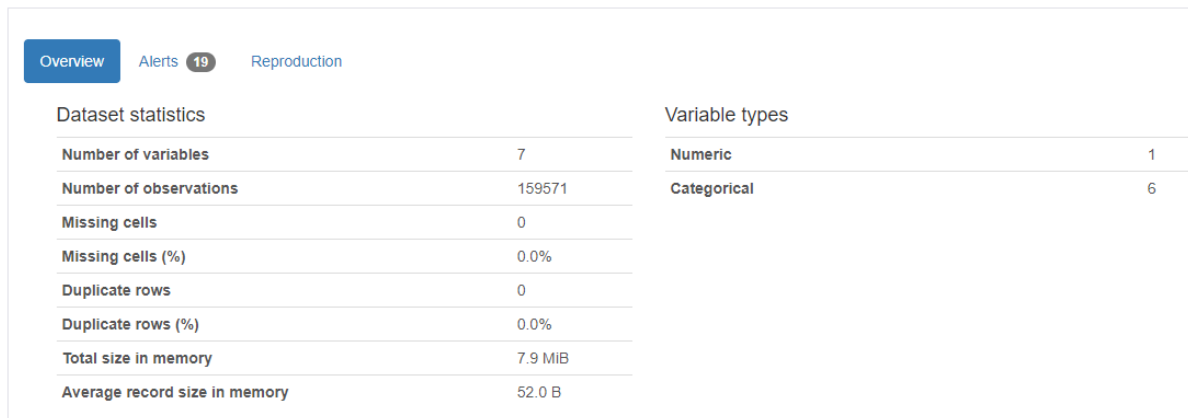 Overview Alerts 19 Reproduction
Dataset statistics
Number of variables 7
Number of observations 159571
Missing cells 0
Missing cells (%) 0.0%
Duplicate rows 0
Duplicate rows (%) 0.0%
Total size in memory 7.9 MiB
Average record size in memory 52.0 B
Variable types
Numeric 1
Categorical 6